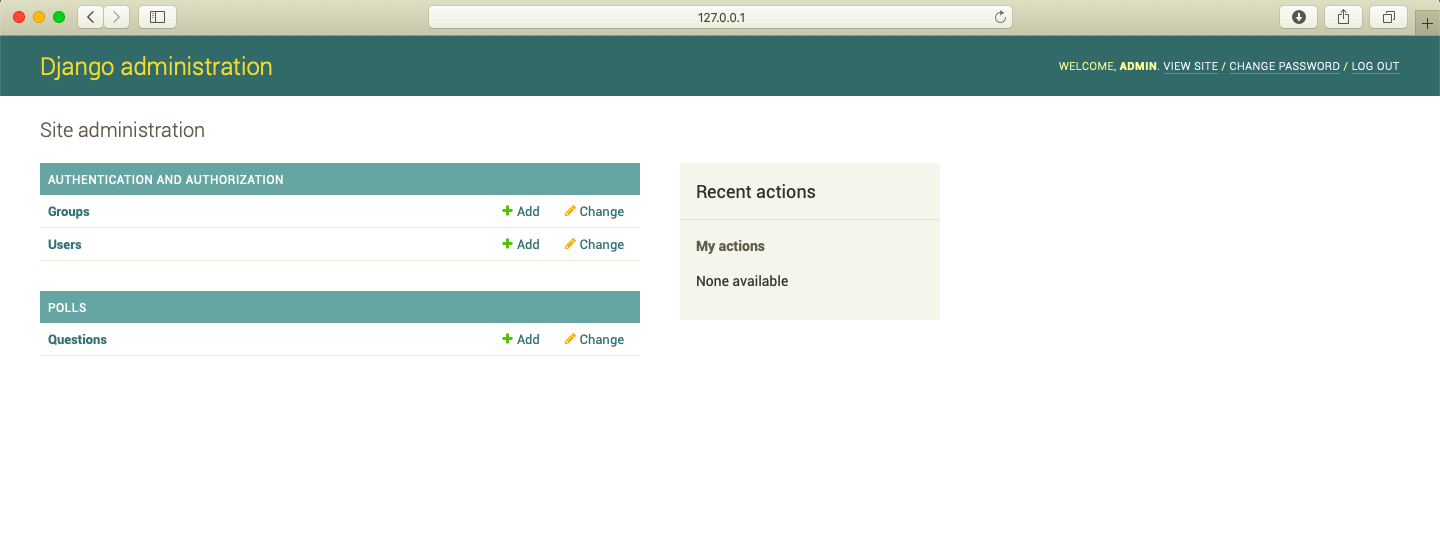 127.0.0.1
Django administration
WELCOME, ADMIN. VIEW SITE / CHANGE PASSWORD / LOG OUT
Site administration
AUTHENTICATION AND AUTHORIZATION
Groups Add Change
Users Add Change
POLLS
Questions Add Change
Recent actions
My actions
None available